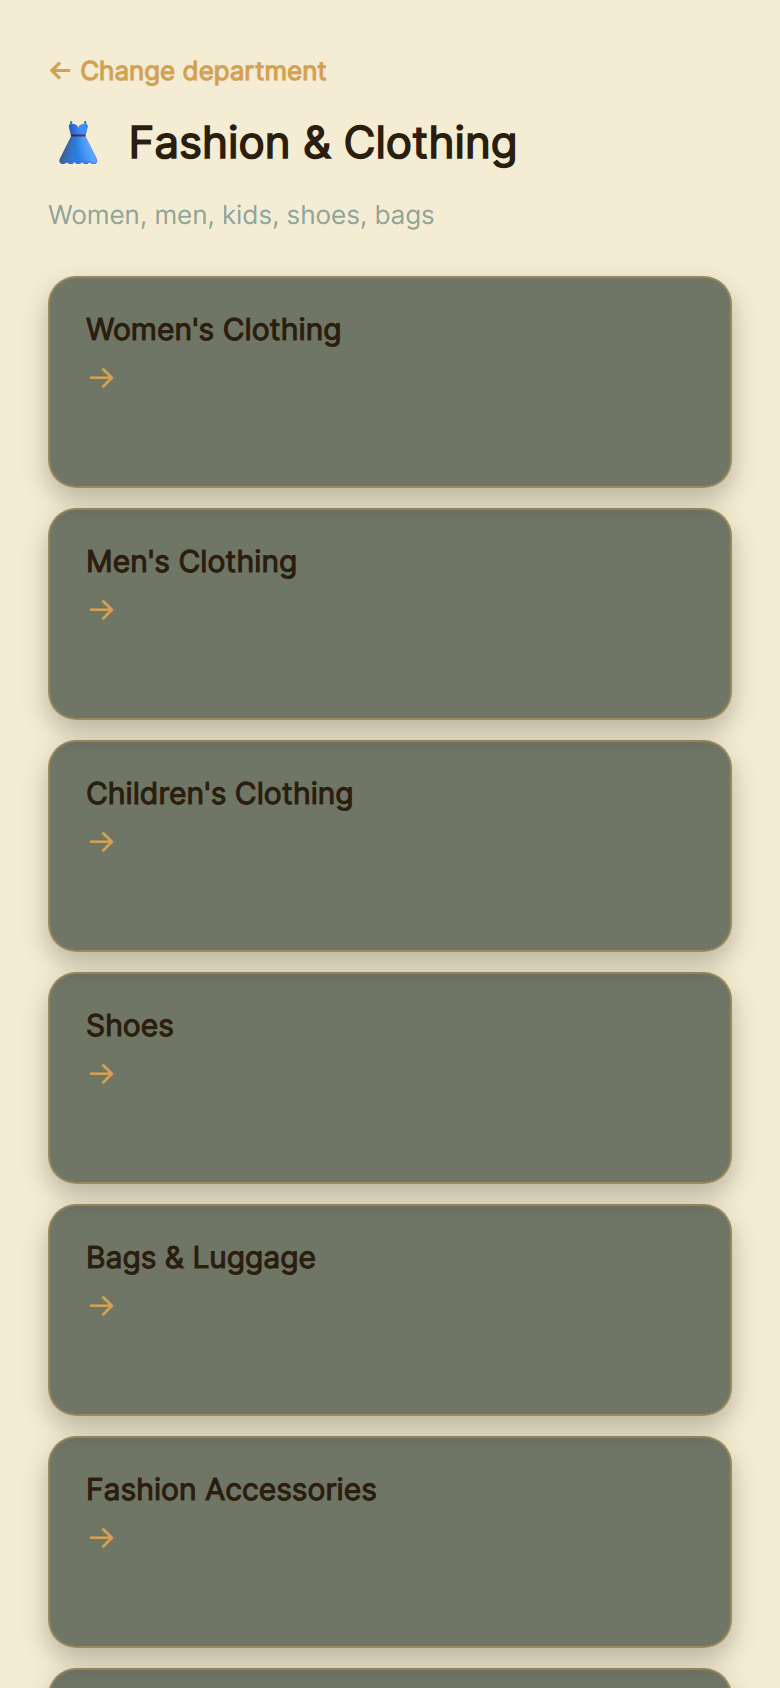 ← Change department
👗 Fashion & Clothing
Women, men, kids, shoes, bags
Women's Clothing
→
Men's Clothing
→
Children's Clothing
→
Shoes
→
Bags & Luggage
→
Fashion Accessories
→